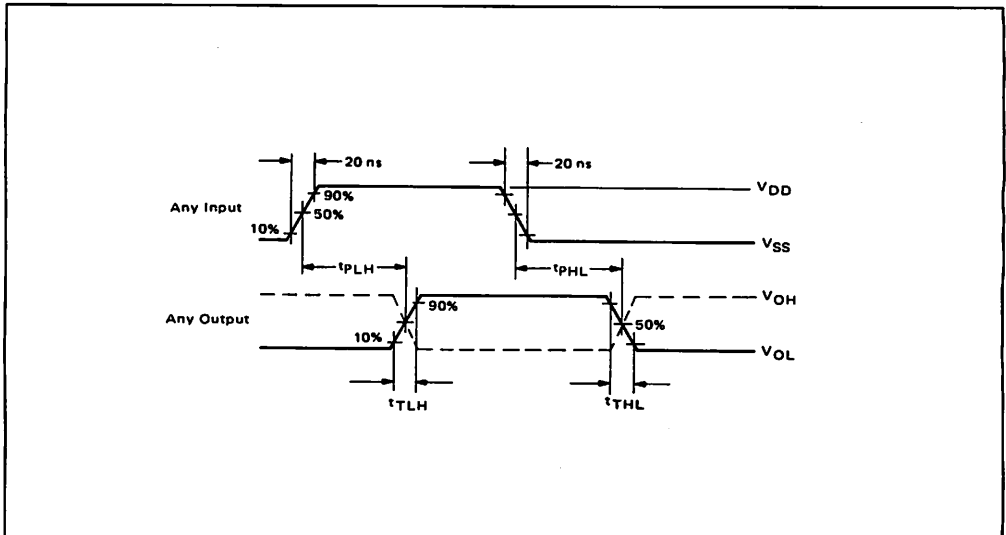 20 ns
20 ns
VDD
90%
Any Input
50%
10%
VSS
tPLH
tPHL
VOH
90%
Any Output
50%
10%
VOL
tTLH
tTHL